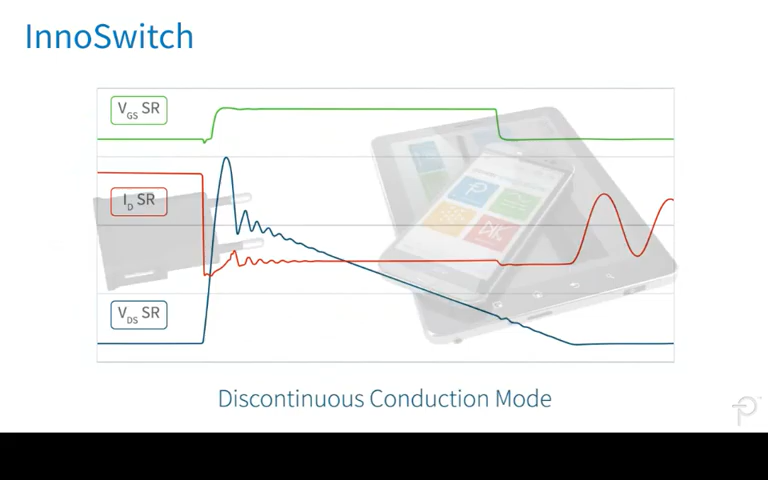 InnoSwitch
VGS SR
ID SR
VDS SR
Discontinuous Conduction Mode